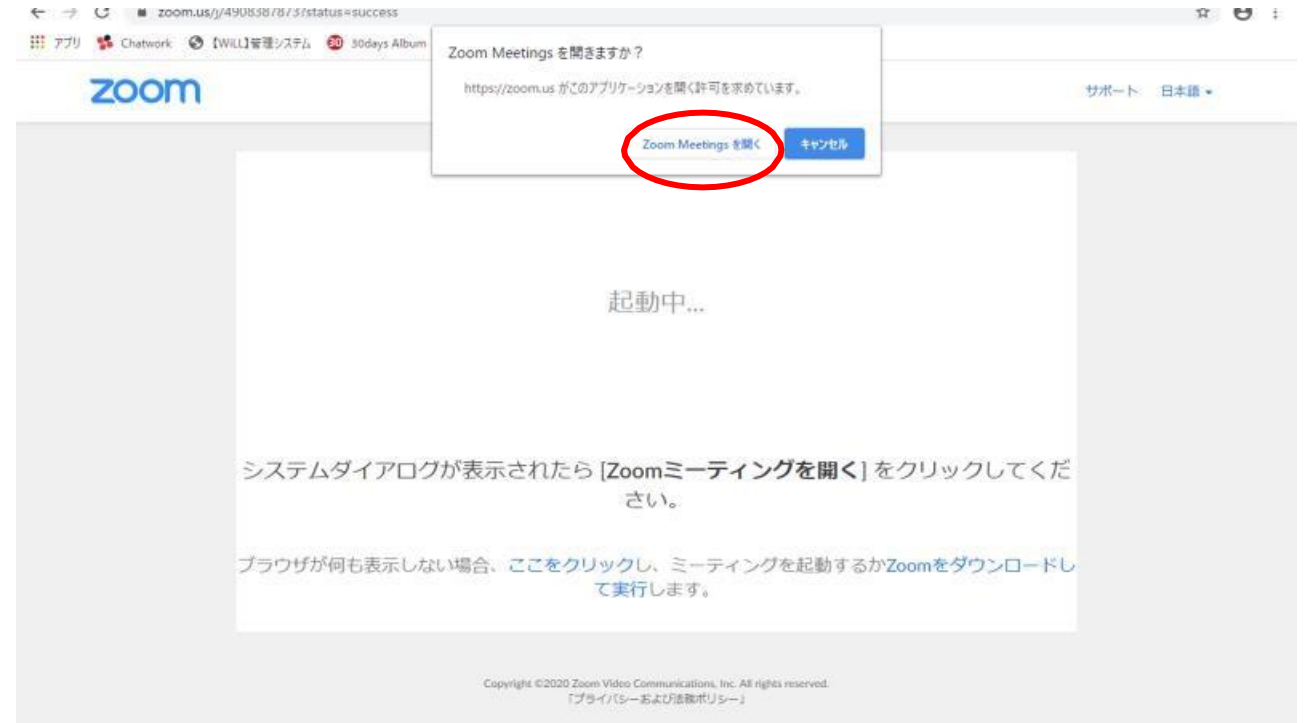 zoom.us/j/4908387873?status=success
アプリ Chatwork 【WiLL】管理システム 30days Album
Zoom Meetings を開きますか？
https://zoom.us がこのアプリケーションを開く許可を求めています。
Zoom Meetings を開く キャンセル
zoom サポート 日本語
起動中...
システムダイアログが表示されたら [Zoomミーティングを開く] をクリックしてくだ
さい。
ブラウザが何も表示しない場合、ここをクリックし、ミーティングを起動するかZoomをダウンロードし
て実行します。
Copyright ©2020 Zoom Video Communications, Inc. All rights reserved.
「プライバシーおよび法務ポリシー」